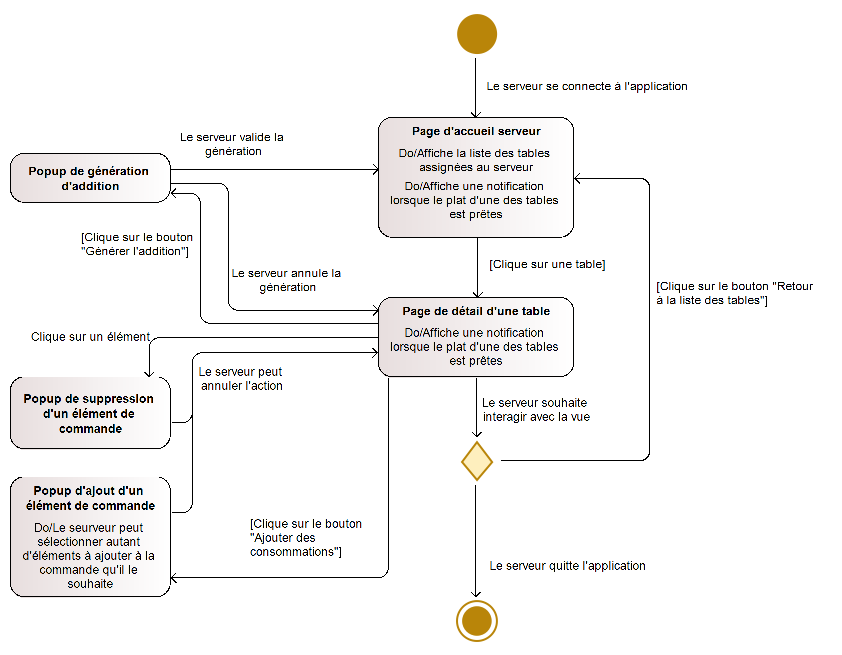 Le serveur se connecte à l'application
Page d'accueil serveur
Do/Affiche la liste des tables
assignées au serveur
Do/Affiche une notification
lorsque le plat d'une des tables
est prêtes
Le serveur valide la
génération
Popup de génération
d'addition
[Clique sur le bouton
"Générer l'addition"]
Le serveur annule la
génération
[Clique sur une table]
[Clique sur le bouton "Retour
à la liste des tables"]
Page de détail d'une table
Do/Affiche une notification
lorsque le plat d'une des tables
est prêtes
Clique sur un élément
Le serveur peut
annuler l'action
Popup de suppression
d'un élément de
commande
Le serveur souhaite
interagir avec la vue
Popup d'ajout d'un
élément de commande
Do/Le seurveur peut
sélectionner autant
d'éléments à ajouter à la
commande qu'il le
souhaite
[Clique sur le bouton
"Ajouter des
consommations"]
Le serveur quitte l'application